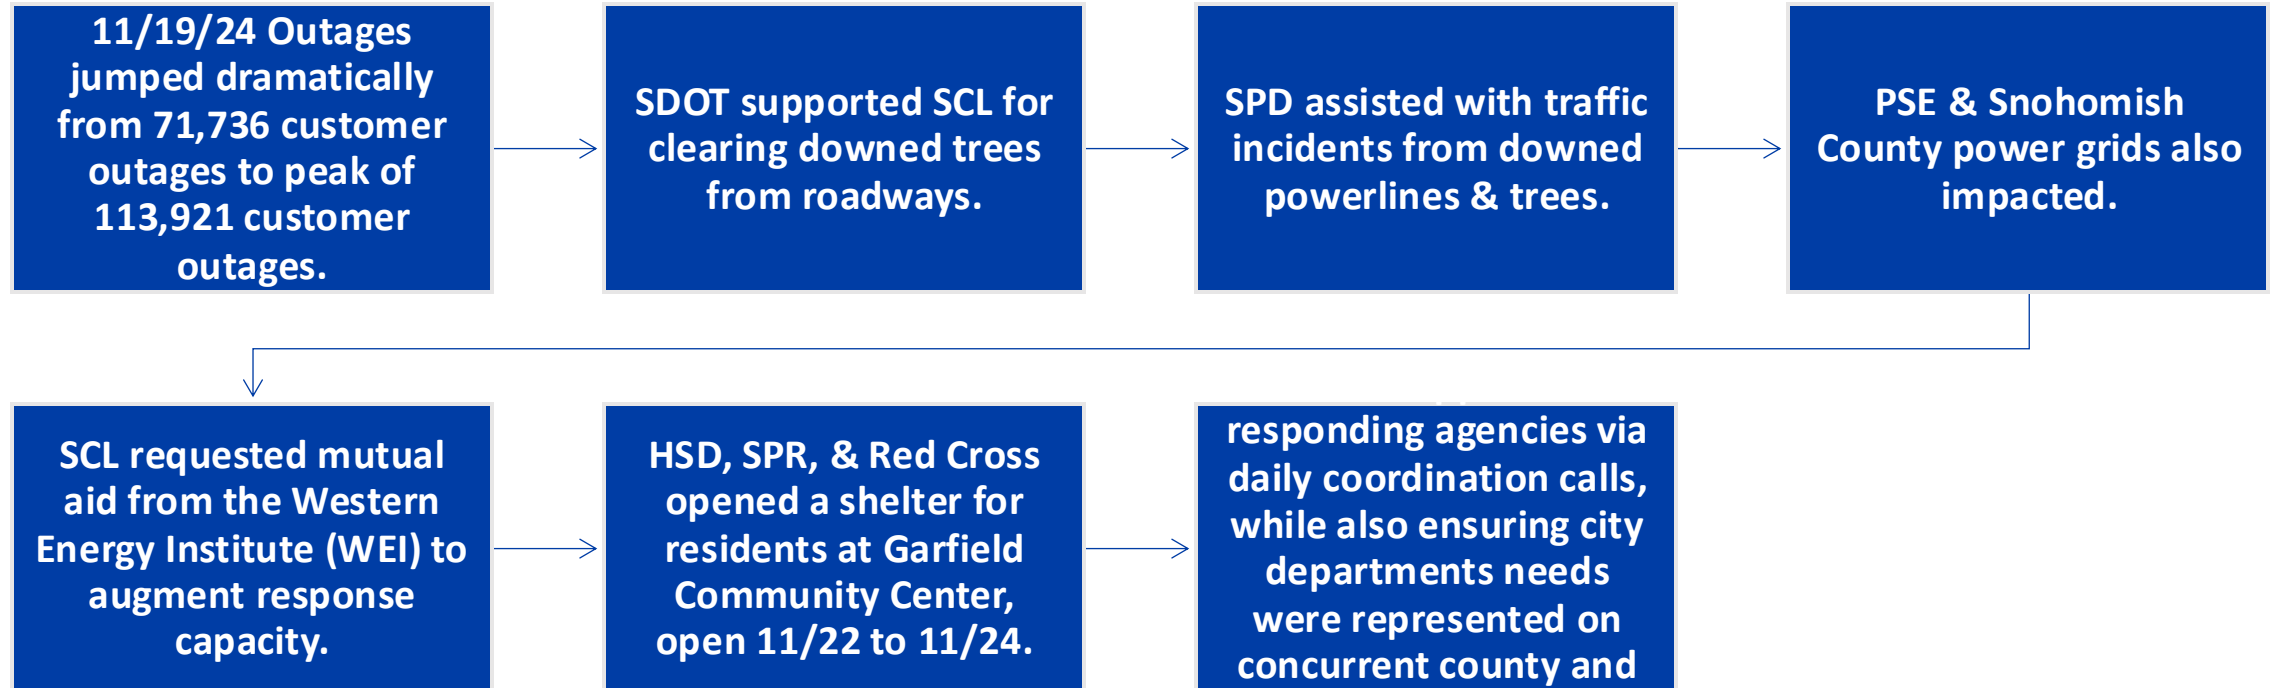 11/19/24 Outages
jumped dramatically
from 71,736 customer
outages to peak of
113,921 customer
outages.
SDOT supported SCL for
clearing downed trees
from roadways.
SPD assisted with traffic
incidents from downed
powerlines & trees.
PSE & Snohomish
County power grids also
impacted.
SCL requested mutual
aid from the Western
Energy Institute (WEI) to
augment response
capacity.
HSD, SPR, & Red Cross
opened a shelter for
residents at Garfield
Community Center,
open 11/22 to 11/24.
responding agencies via
daily coordination calls,
while also ensuring city
departments needs
were represented on
concurrent county and